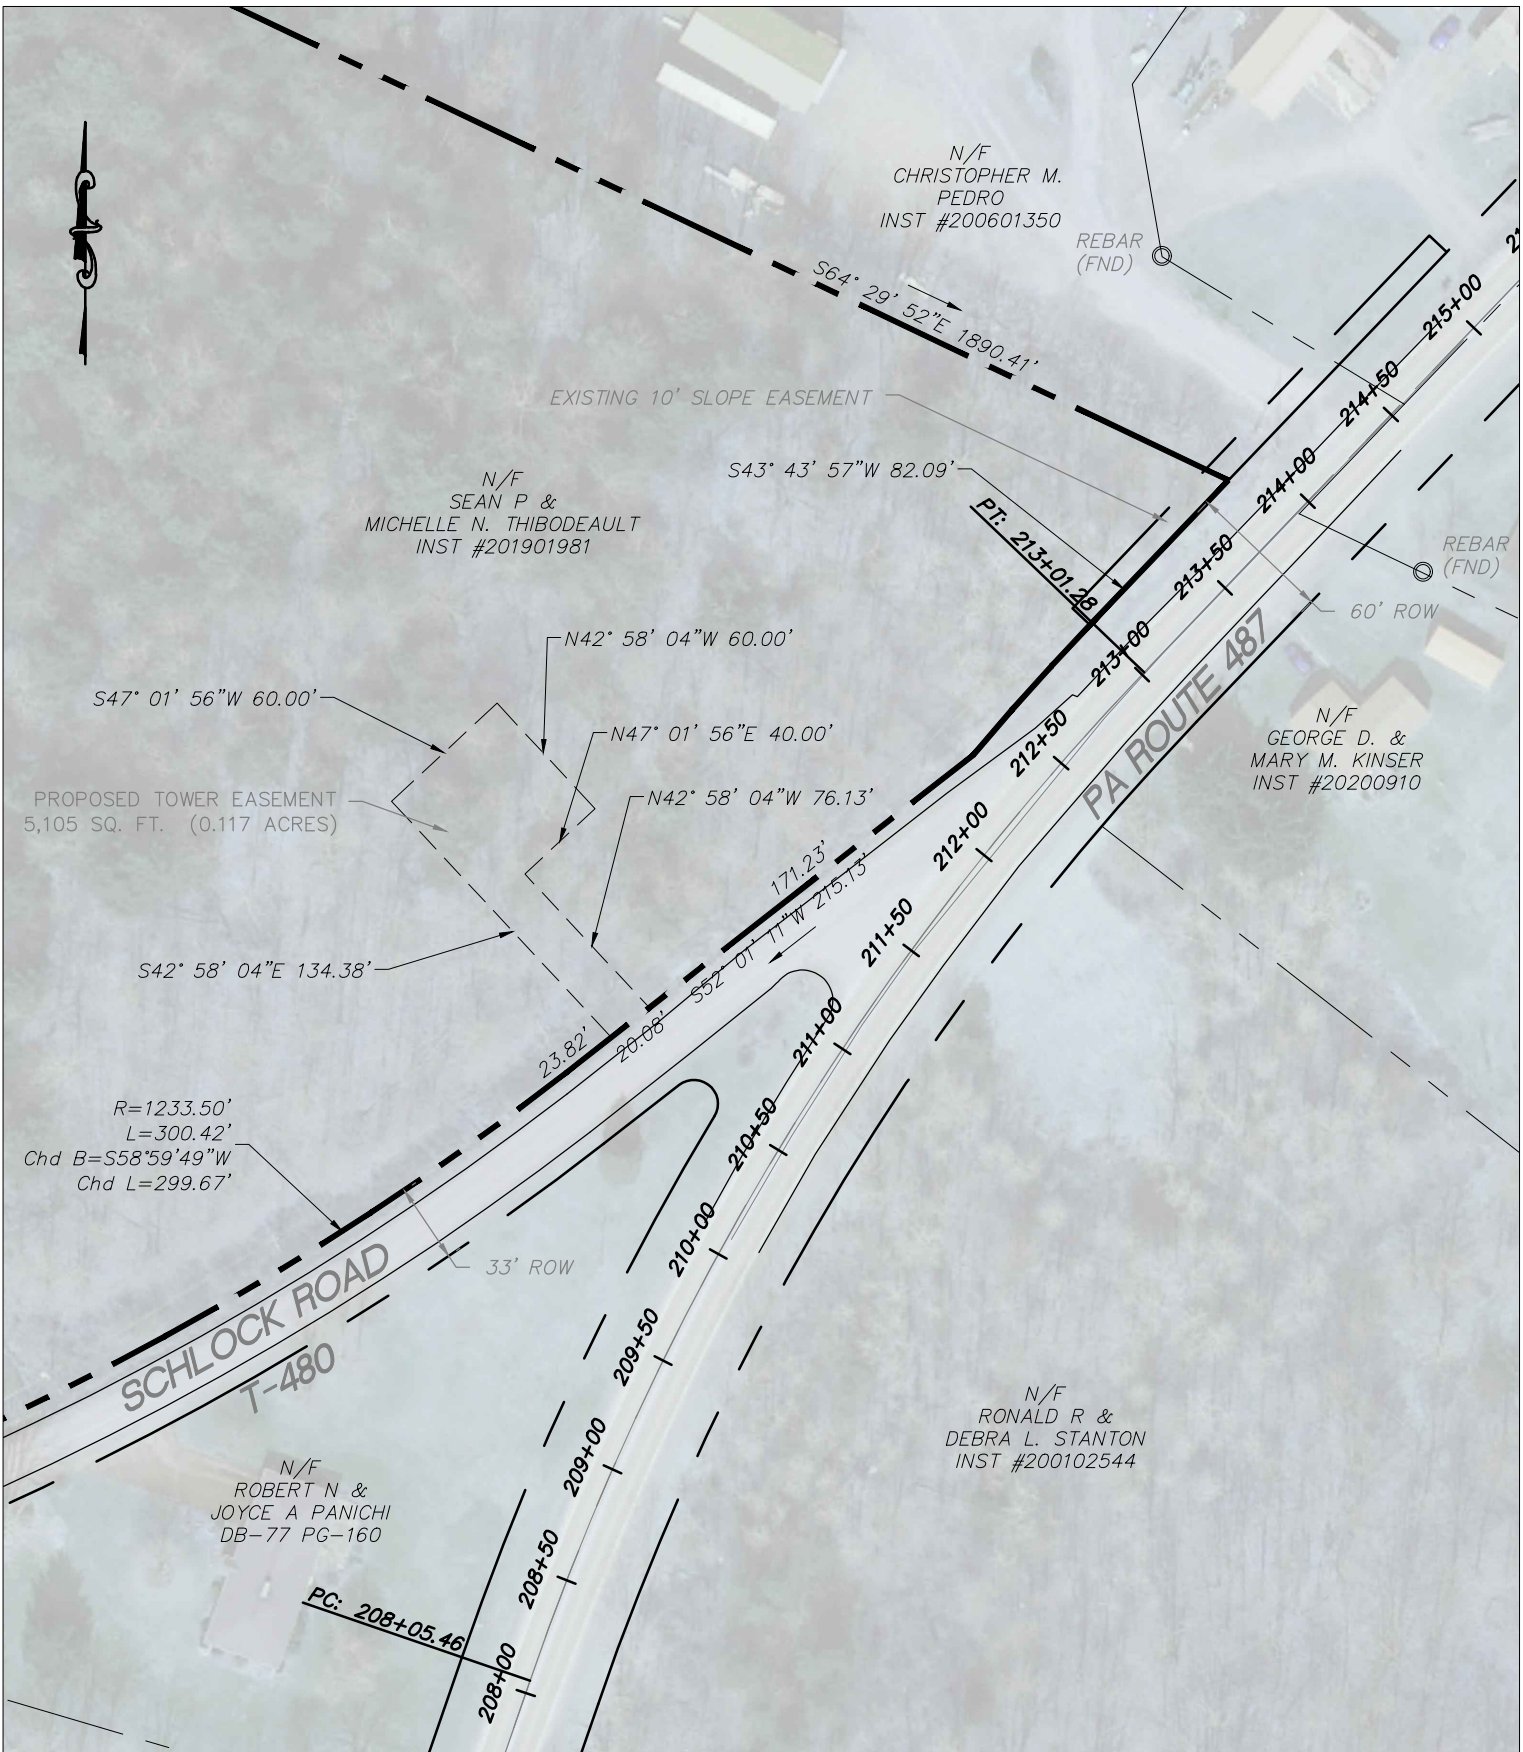 N/F
CHRISTOPHER M.
PEDRO
INST #200601350
REBAR
(FND)
S64° 29' 52"E 1890.41'
215+00
214+50
EXISTING 10' SLOPE EASEMENT
S43° 43' 57"W 82.09'
214+00
N/F
SEAN P &
MICHELLE N. THIBODEAULT
INST #201901981
PT: 213+01.28
213+50
REBAR
(FND)
60' ROW
213+00
PA ROUTE 487
N42° 58' 04"W 60.00'
S47° 01' 56"W 60.00'
N47° 01' 56"E 40.00'
212+50
N/F
GEORGE D. &
MARY M. KINSER
INST #20200910
PROPOSED TOWER EASEMENT
5,105 SQ. FT. (0.117 ACRES)
N42° 58' 04"W 76.13'
212+00
171.23'
S52° 01' 11"W 215.13'
211+50
S42° 58' 04"E 134.38'
23.82'
20.08'
211+00
R=1233.50'
L=300.42'
Chd B=S58°59'49"W
Chd L=299.67'
210+50
210+00
33' ROW
SCHLOCK ROAD
T-480
209+50
N/F
RONALD R &
DEBRA L. STANTON
INST #200102544
209+00
N/F
ROBERT N &
JOYCE A PANICHI
DB-77 PG-160
208+50
PC: 208+05.46
208+00